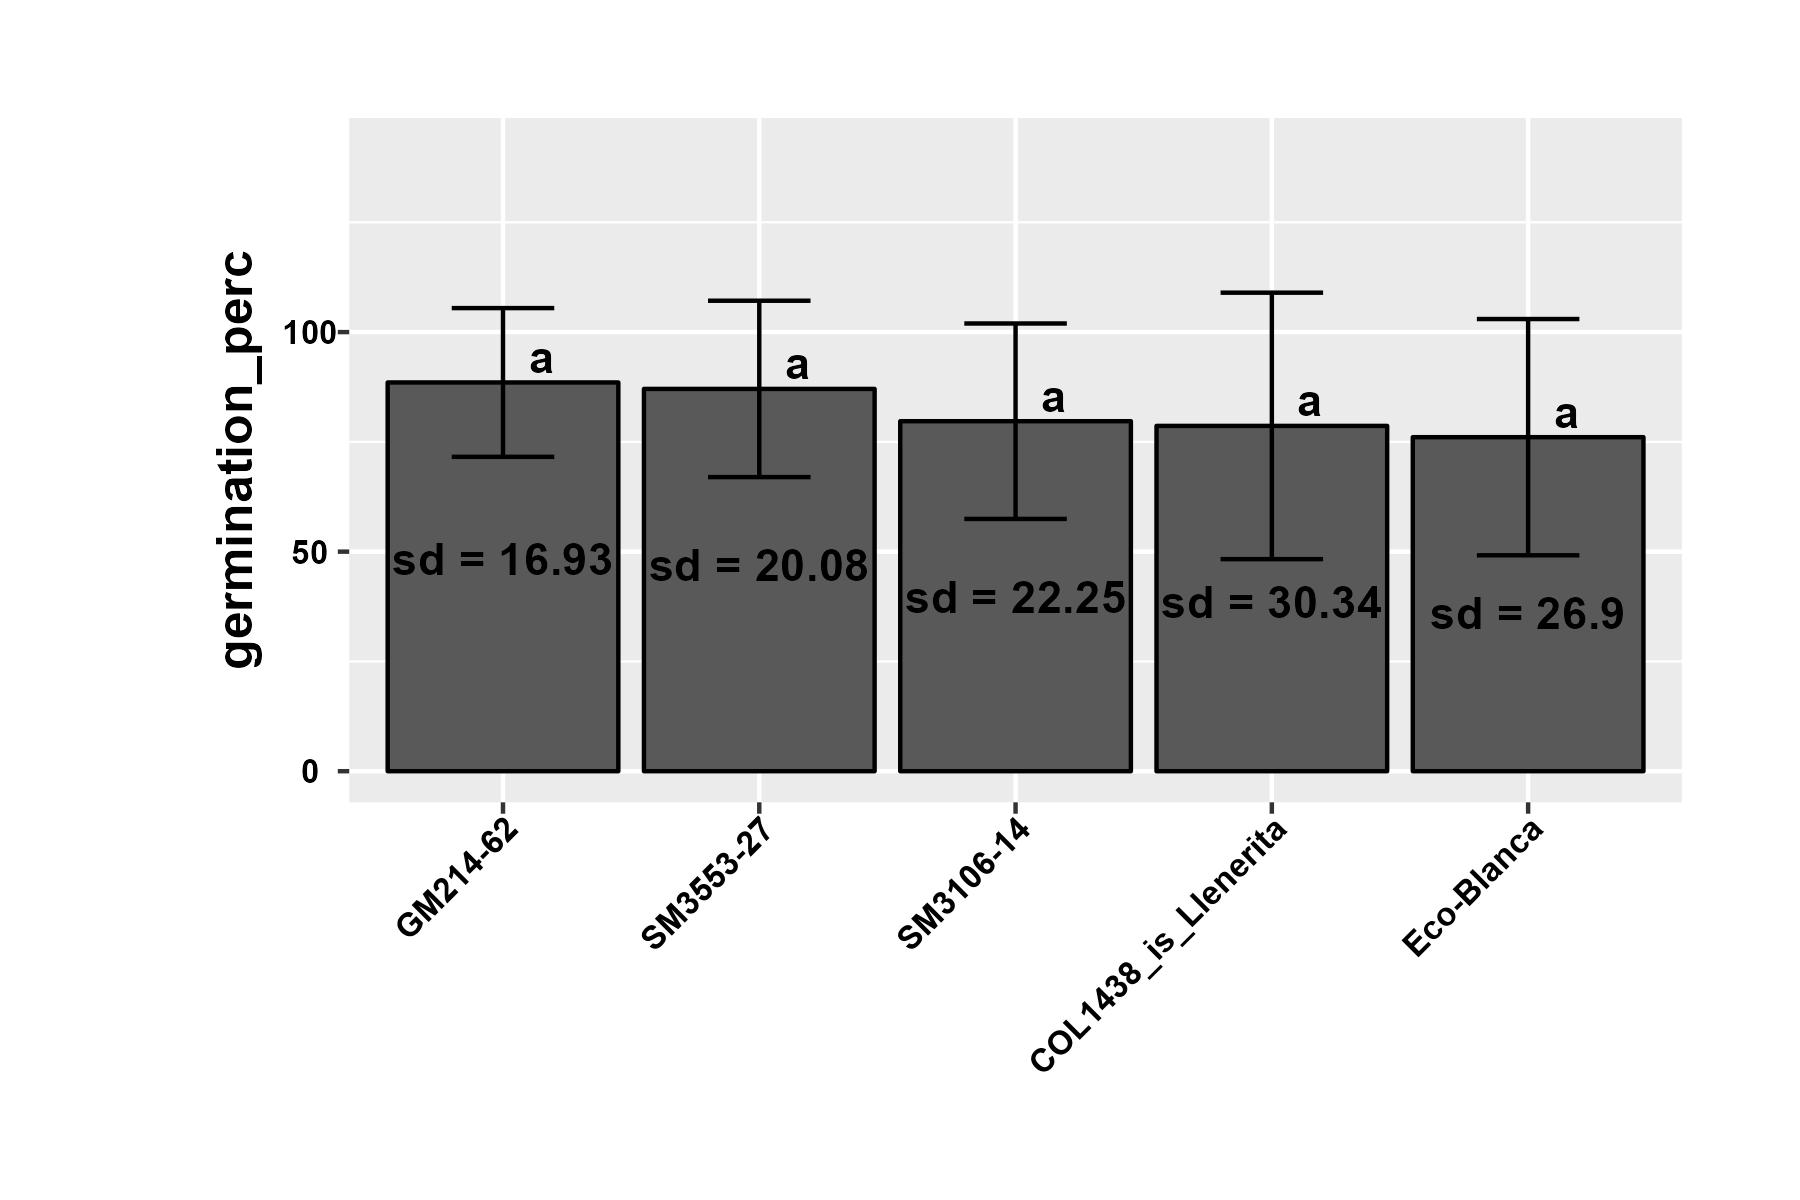 germination_perc
100
50
0
a
a
a
a
a
sd = 16.93
sd = 20.08
sd = 22.25
sd = 30.34
sd = 26.9
GM214-62
SM3553-27
SM3106-14
COL1438_is_Llenerita
Eco-Blanca